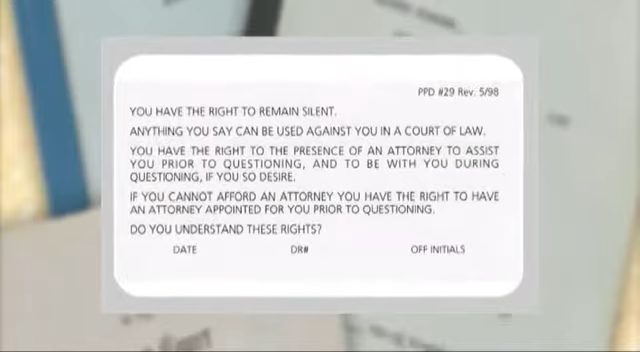 PPD #29 Rev. 5/98
YOU HAVE THE RIGHT TO REMAIN SILENT.
ANYTHING YOU SAY CAN BE USED AGAINST YOU IN A COURT OF LAW.
YOU HAVE THE RIGHT TO THE PRESENCE OF AN ATTORNEY TO ASSIST
YOU PRIOR TO QUESTIONING, AND TO BE WITH YOU DURING
QUESTIONING, IF YOU SO DESIRE.
IF YOU CANNOT AFFORD AN ATTORNEY YOU HAVE THE RIGHT TO HAVE
AN ATTORNEY APPOINTED FOR YOU PRIOR TO QUESTIONING.
DO YOU UNDERSTAND THESE RIGHTS?
DATE DR# OFF INITIALS